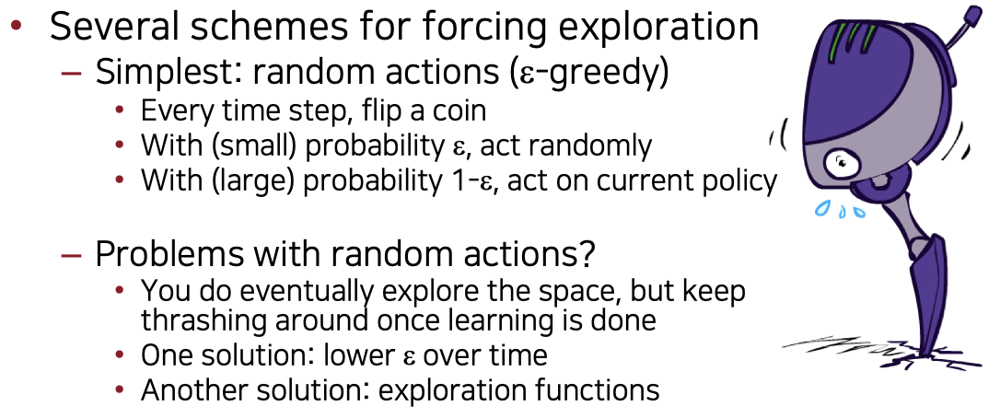 • Several schemes for forcing exploration
– Simplest: random actions (ε-greedy)
• Every time step, flip a coin
• With (small) probability ε, act randomly
• With (large) probability 1-ε, act on current policy
– Problems with random actions?
• You do eventually explore the space, but keep
thrashing around once learning is done
• One solution: lower ε over time
• Another solution: exploration functions